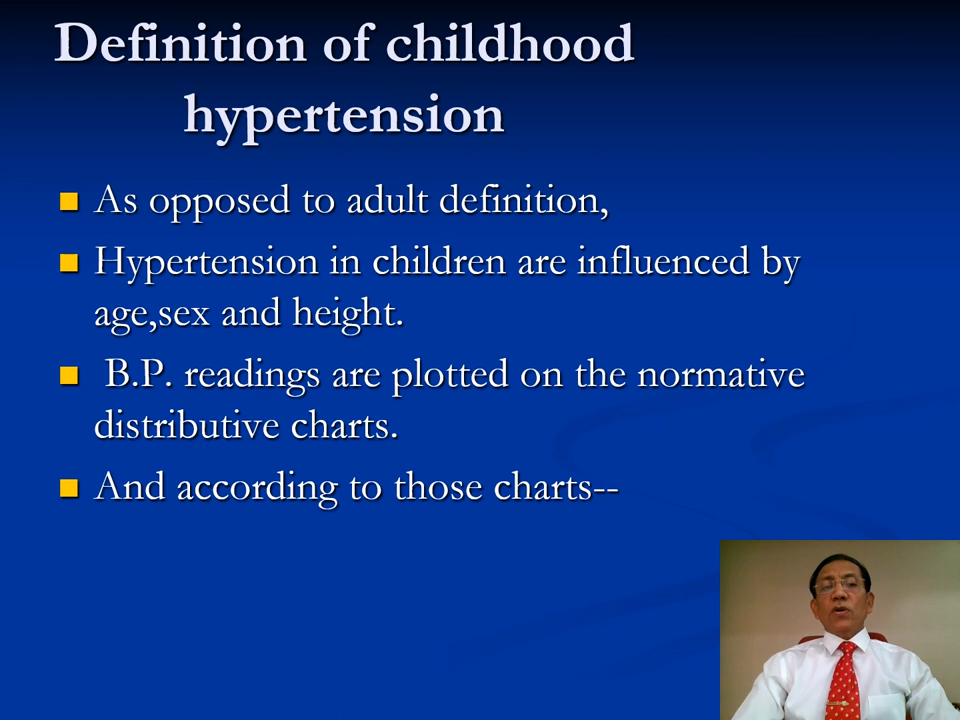 Definition of childhood
hypertension
As opposed to adult definition,
Hypertension in children are influenced by
age,sex and height.
B.P. readings are plotted on the normative
distributive charts.
And according to those charts--